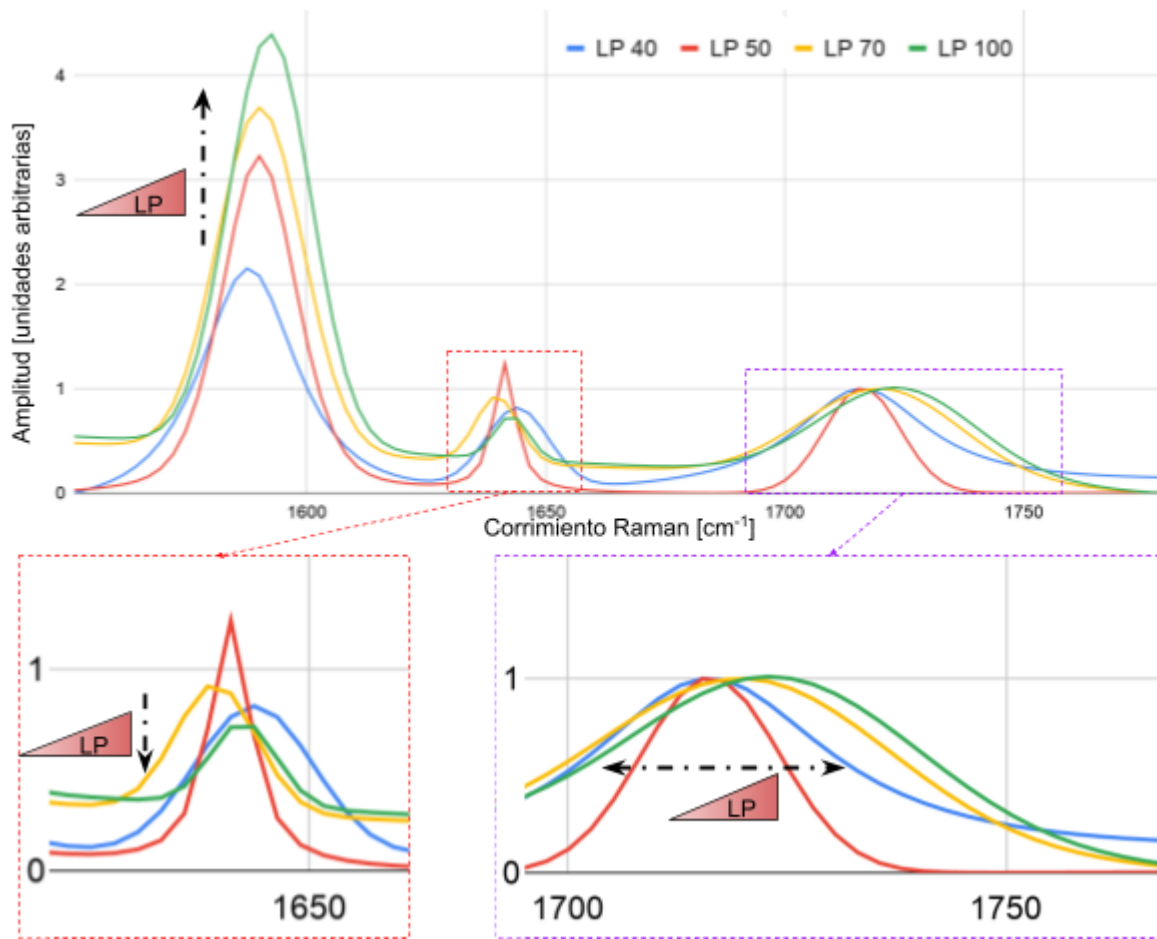 LP 40 LP 50 LP 70 LP 100
4
3
2
1
0
Amplitud [unidades arbitrarias]
LP
1600 1650 1700 1750
Corrimiento Raman [cm-1]
1
0
LP
1650
1
0
LP
1700 1750